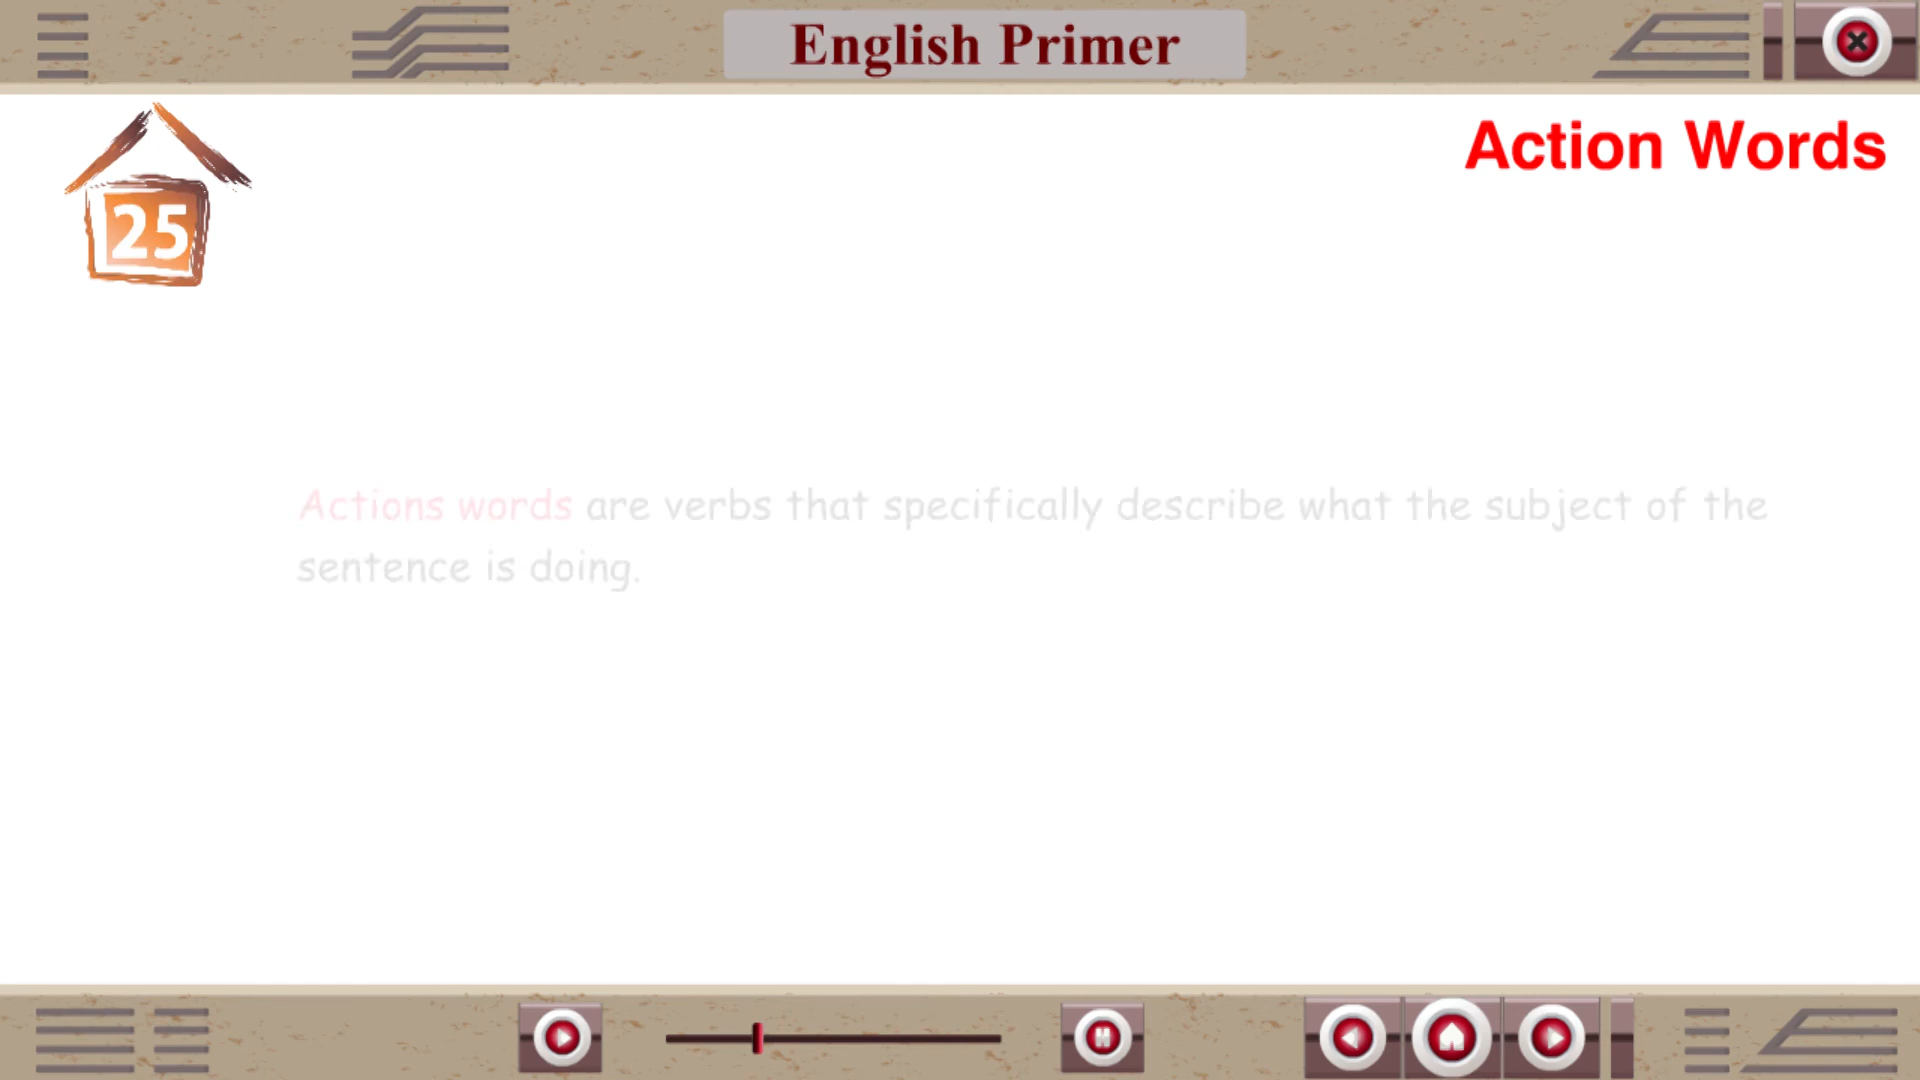 English Primer
Action Words
25
Actions words are verbs that specifically describe what the subject of the
sentence is doing.